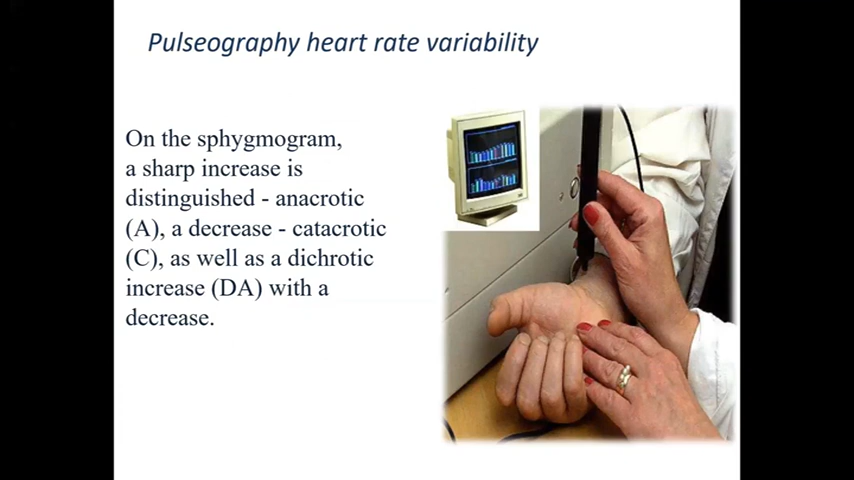 Pulseography heart rate variability
On the sphygmogram,
a sharp increase is
distinguished - anacrotic
(A), a decrease - catacrotic
(C), as well as a dichrotic
increase (DA) with a
decrease.